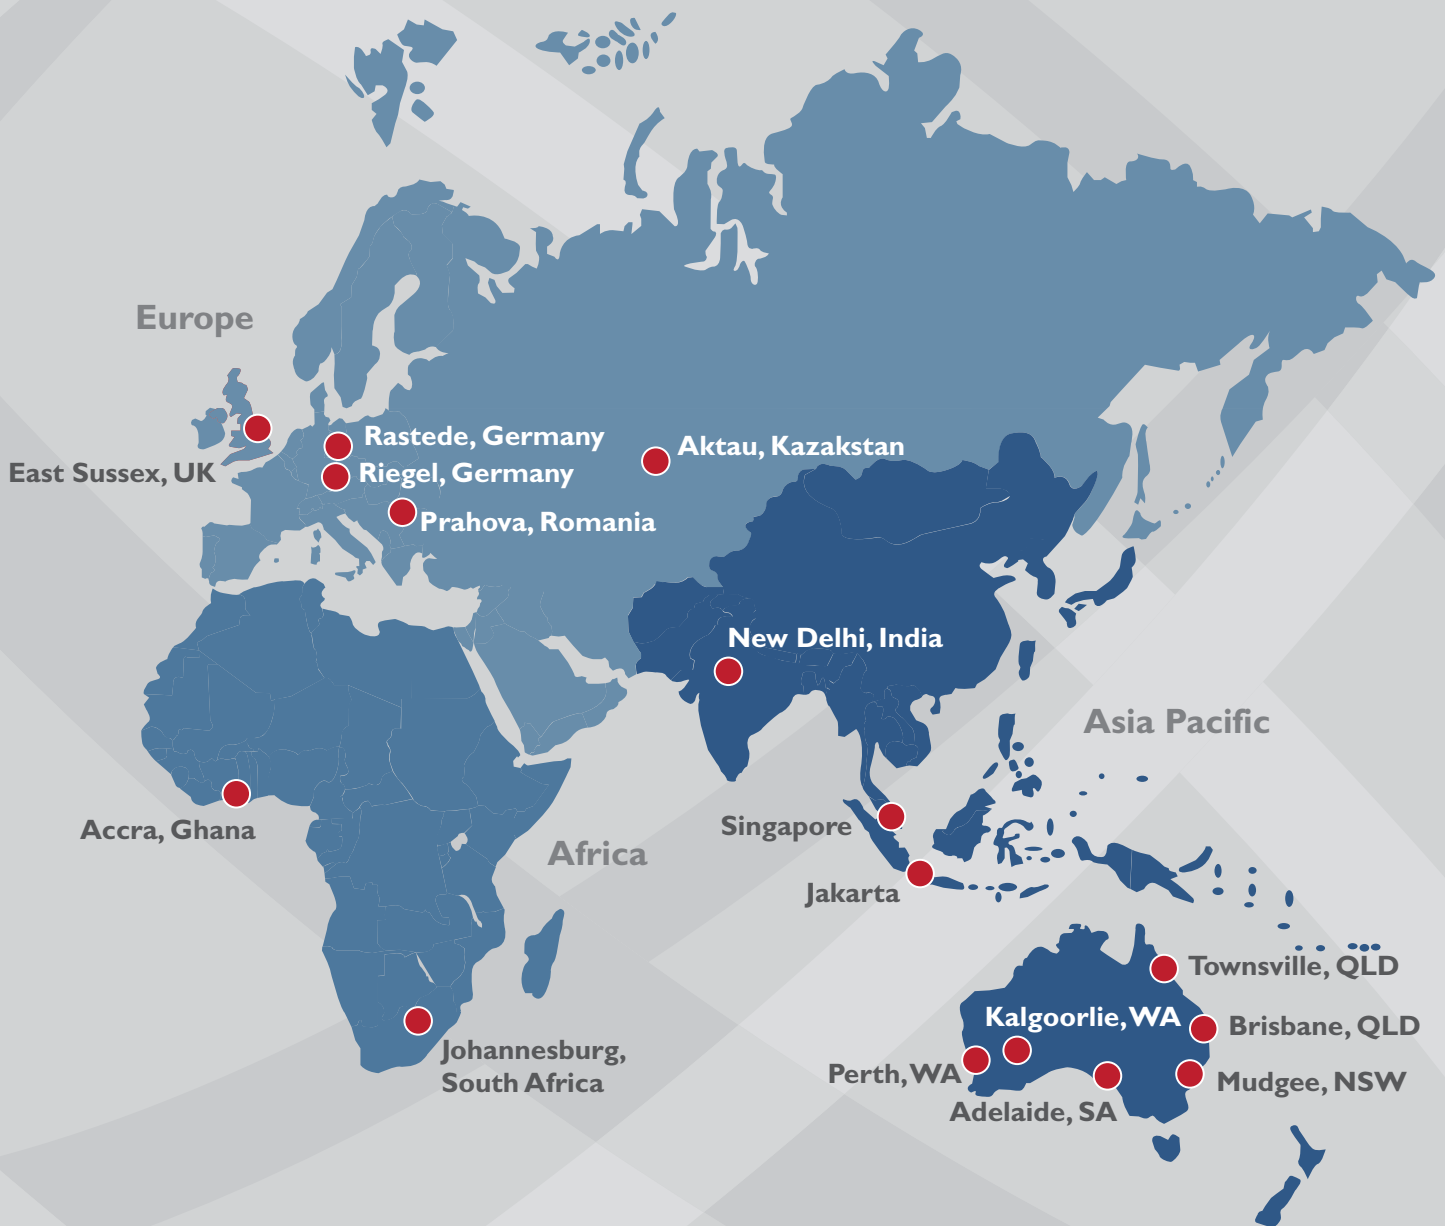 Europe
Rastede, Germany
East Sussex, UK
Riegel, Germany
Aktau, Kazakstan
Prahova, Romania
New Delhi, India
Asia Pacific
Accra, Ghana
Africa
Singapore
Jakarta
Townsville, QLD
Kalgoorlie, WA
Brisbane, QLD
Johannesburg,
South Africa
Perth, WA
Mudgee, NSW
Adelaide, SA